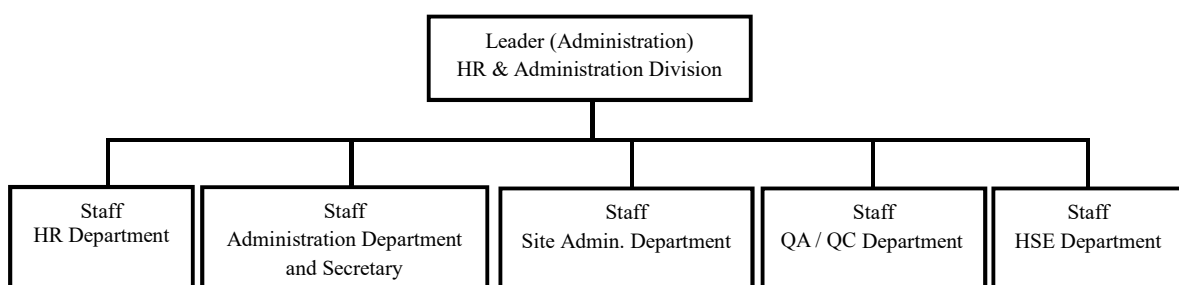 Leader (Administration)
HR & Administration Division
Staff
HR Department
Staff
Administration Department
and Secretary
Staff
Site Admin. Department
Staff
QA / QC Department
Staff
HSE Department